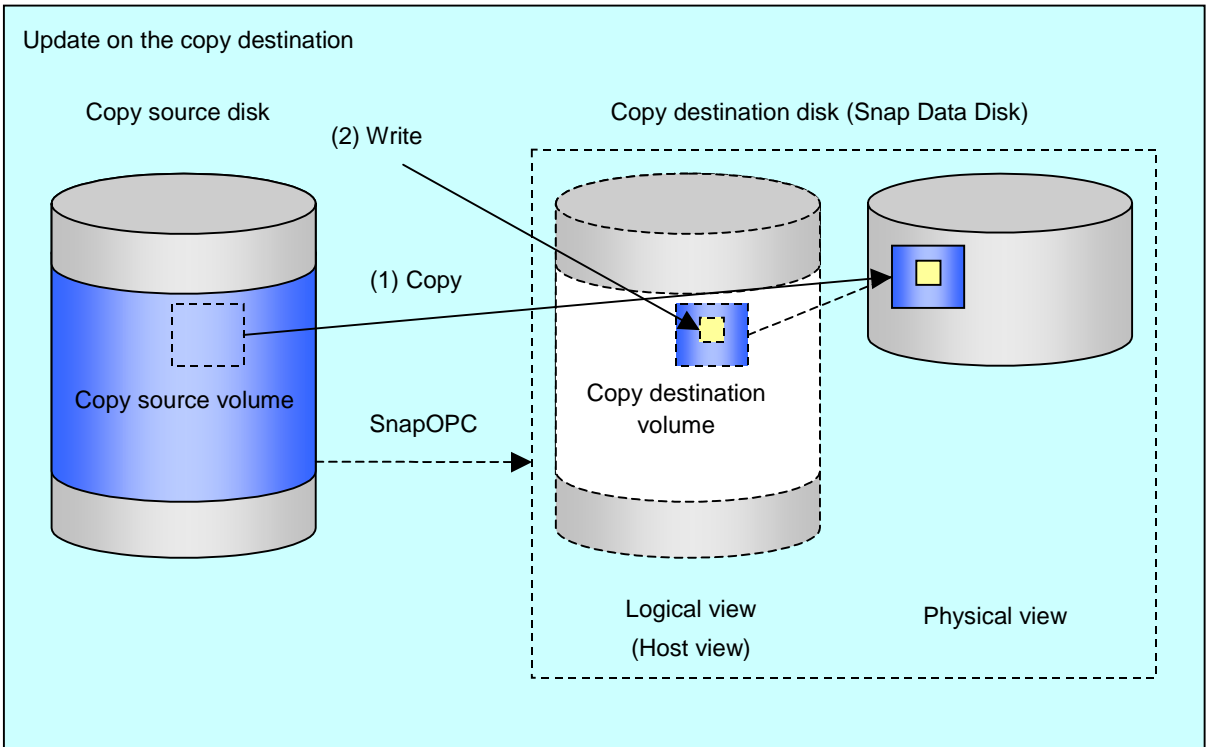 Update on the copy destination
Copy source disk
Copy destination disk (Snap Data Disk)
(2) Write
(1) Copy
Copy source volume
Copy destination
volume
SnapOPC
Logical view
(Host view)
Physical view